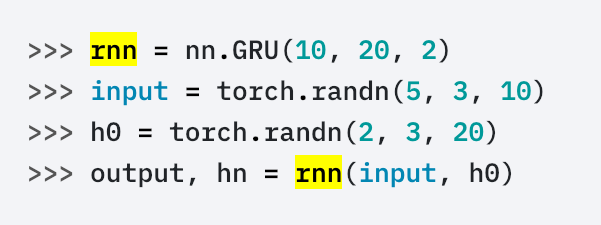 >>> rnn = nn.GRU(10, 20, 2)
>>> input = torch.randn(5, 3, 10)
>>> h0 = torch.randn(2, 3, 20)
>>> output, hn = rnn(input, h0)